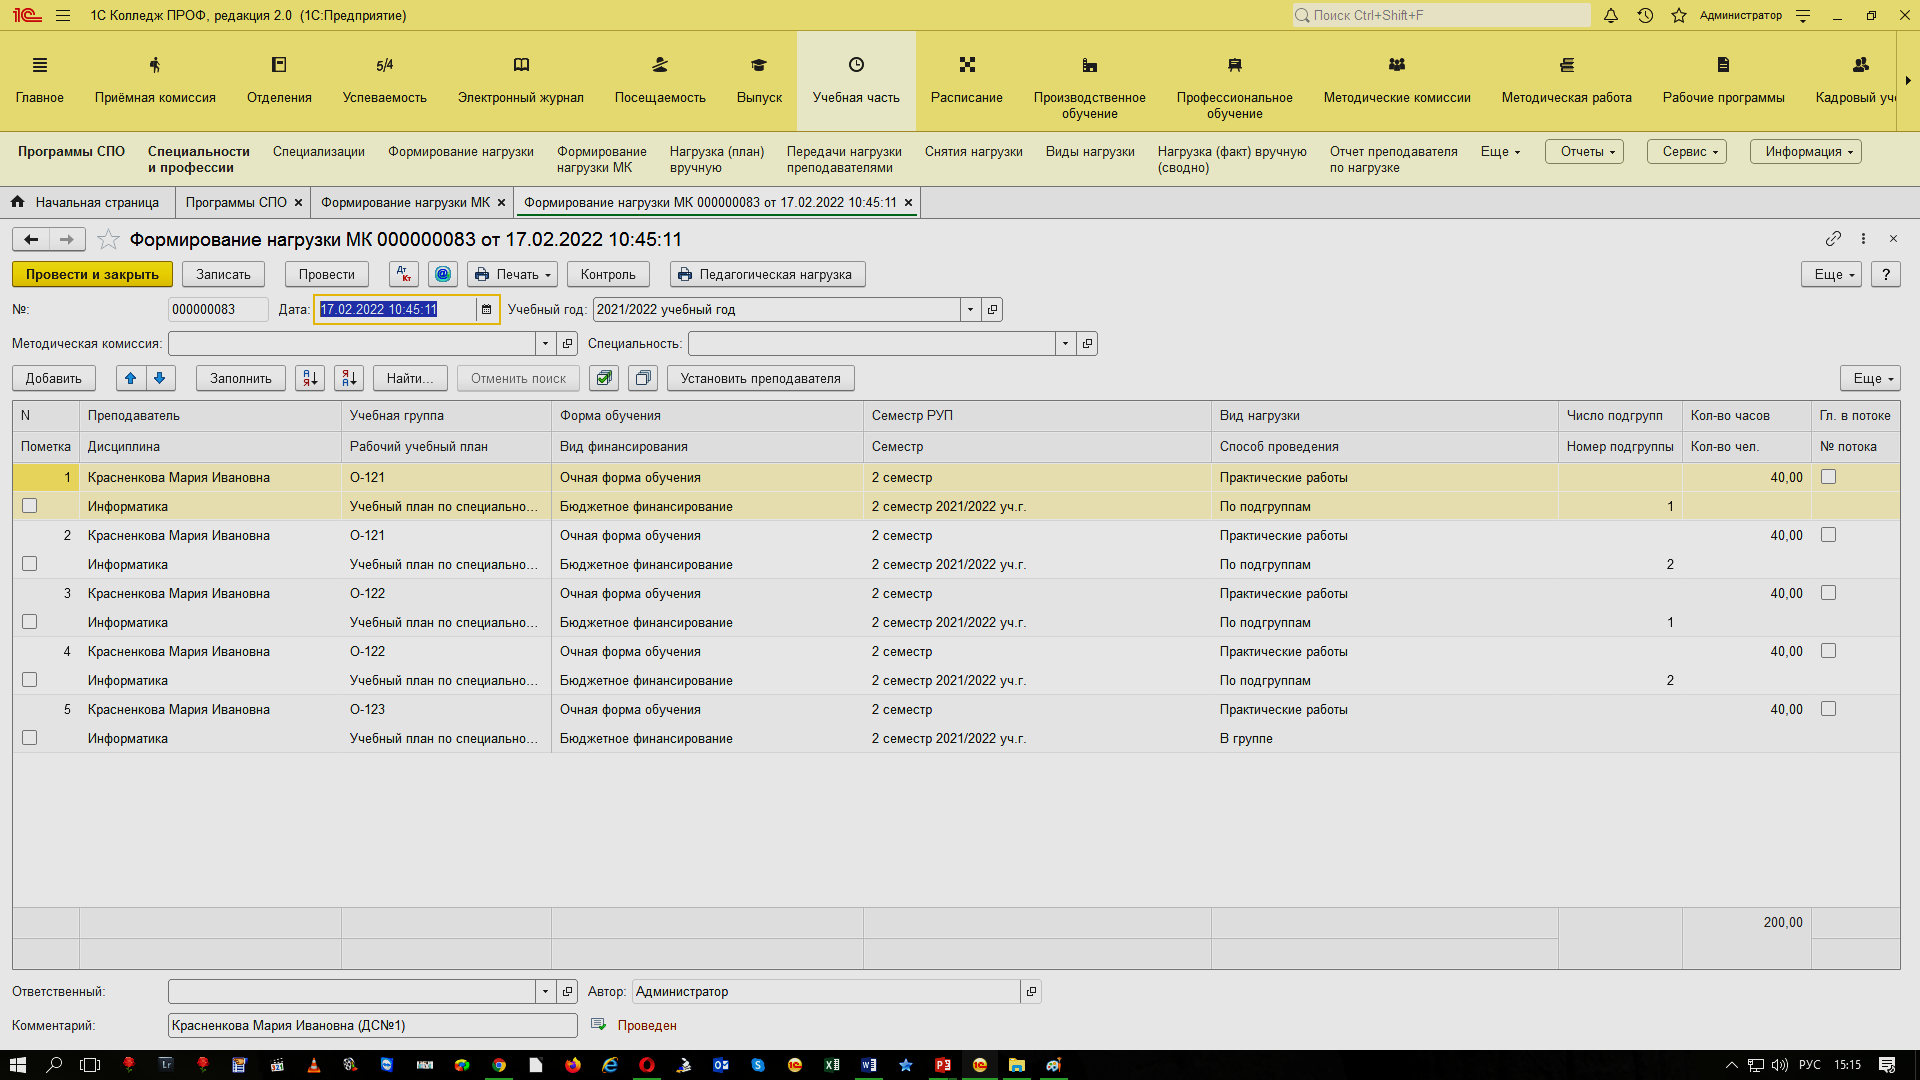 1С Колледж ПРОФ, редакция 2.0 (1С:Предприятие)
Поиск Ctrl+Shift+F
Администратор
Главное
Приёмная комиссия
Отделения
5/4
Успеваемость
Электронный журнал
Посещаемость
Выпуск
Учебная часть
Расписание
Производственное обучение
Профессиональное обучение
Методические комиссии
Методическая работа
Рабочие программы
Кадровый уч
Программы СПО
Специальности и профессии
Специализации
Формирование нагрузки
Формирование нагрузки МК
Нагрузка (план) вручную
Передачи нагрузки преподавателями
Снятия нагрузки
Виды нагрузки
Нагрузка (факт) вручную (сводно)
Отчет преподавателя по нагрузке
Еще
Отчеты
Сервис
Информация
Начальная страница
Программы СПО ×
Формирование нагрузки МК ×
Формирование нагрузки МК 000000083 от 17.02.2022 10:45:11 ×
Формирование нагрузки МК 000000083 от 17.02.2022 10:45:11
Провести и закрыть Записать Провести Дт Кт Печать Контроль Педагогическая нагрузка Еще ?
№: 000000083 Дата: 17.02.2022 10:45:11 Учебный год: 2021/2022 учебный год
Методическая комиссия: Специальность:
Добавить Заполнить А Я Я А Найти... Отменить поиск Установить преподавателя Еще
N Преподаватель Учебная группа Форма обучения Семестр РУП Вид нагрузки Число подгрупп Кол-во часов Гл. в потоке
Пометка Дисциплина Рабочий учебный план Вид финансирования Семестр Способ проведения Номер подгруппы Кол-во чел. № потока
1 Красненкова Мария Ивановна О-121 Очная форма обучения 2 семестр Практические работы 40,00
Информатика Учебный план по специально... Бюджетное финансирование 2 семестр 2021/2022 уч.г. По подгруппам 1
2 Красненкова Мария Ивановна О-121 Очная форма обучения 2 семестр Практические работы 40,00
Информатика Учебный план по специально... Бюджетное финансирование 2 семестр 2021/2022 уч.г. По подгруппам 2
3 Красненкова Мария Ивановна О-122 Очная форма обучения 2 семестр Практические работы 40,00
Информатика Учебный план по специально... Бюджетное финансирование 2 семестр 2021/2022 уч.г. По подгруппам 1
4 Красненкова Мария Ивановна О-122 Очная форма обучения 2 семестр Практические работы 40,00
Информатика Учебный план по специально... Бюджетное финансирование 2 семестр 2021/2022 уч.г. По подгруппам 2
5 Красненкова Мария Ивановна О-123 Очная форма обучения 2 семестр Практические работы 40,00
Информатика Учебный план по специально... Бюджетное финансирование 2 семестр 2021/2022 уч.г. В группе
200,00
Ответственный: Автор: Администратор
Комментарий: Красненкова Мария Ивановна (ДС№1) Проведен
РУС 15:15